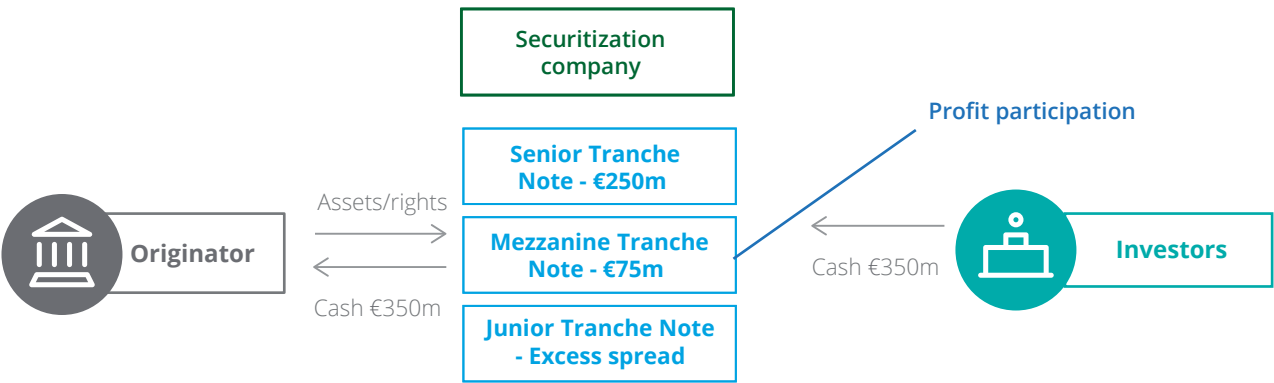 Securitization
company
Profit participation
Senior Tranche
Note - €250m
Assets/rights
Originator
Mezzanine Tranche
Note - €75m
Cash €350m
Investors
Cash €350m
Junior Tranche Note
- Excess spread